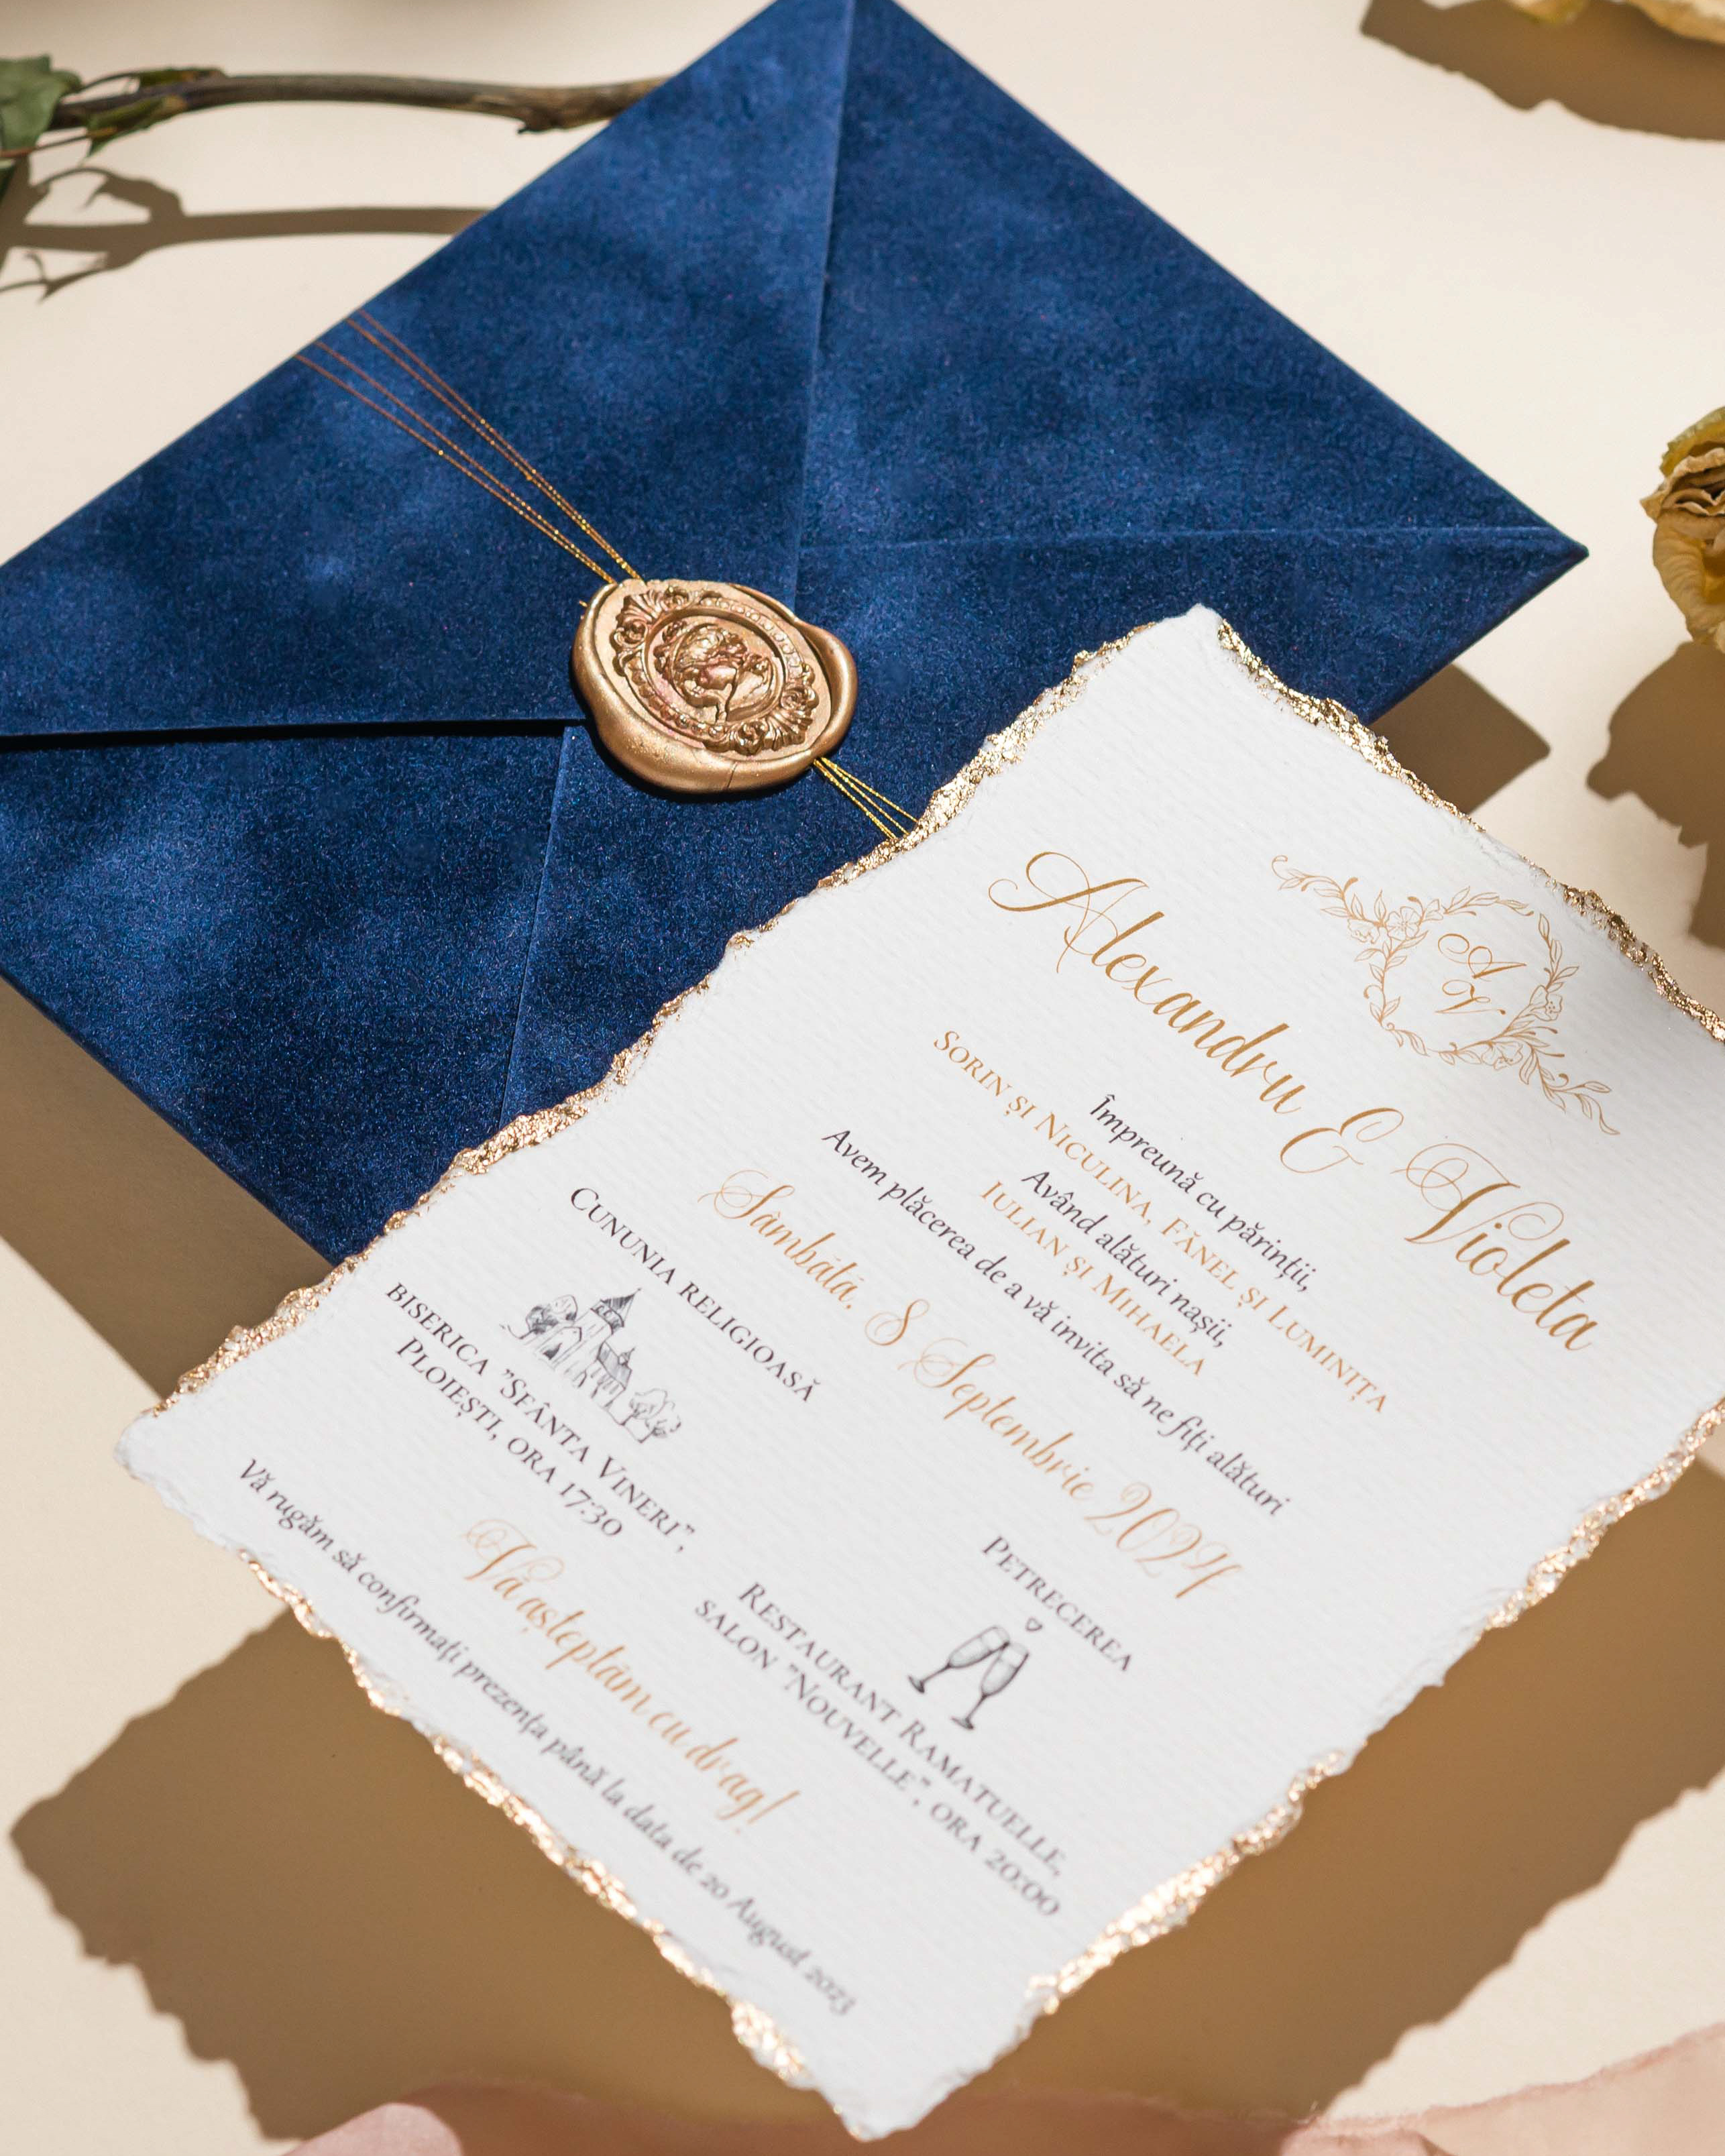 A
V
Alexandru & Violeta
Împreună cu părinții,
Sorin și Niculina, Fănel și Luminița
Având alături nașii,
Iulian și Mihaela
Avem plăcerea de a vă invita să ne fiți alături
Sâmbătă, 8 Septembrie 2024
Cununia religioasă
biserica "Sfânta Vineri",
Ploiești, ora 17:30
Petrecerea
Restaurant Ramatuelle,
salon "Nouvelle", ora 20:00
Vă așteptăm cu drag!
Vă rugăm să confirmați prezența până la data de 20 August 2023